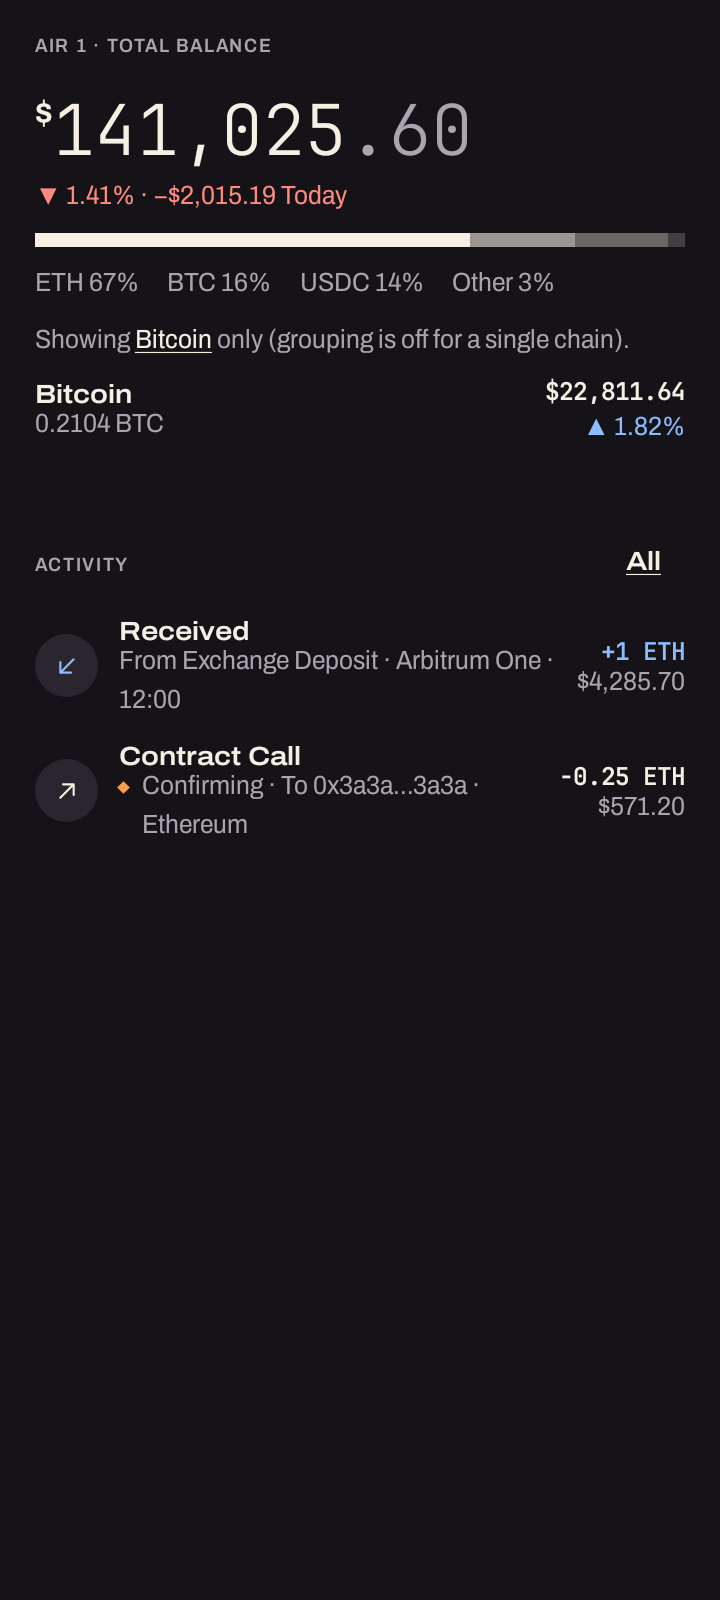 AIR 1 · TOTAL BALANCE
$141,025.60
▼ 1.41% · −$2,015.19 Today
ETH 67% BTC 16% USDC 14% Other 3%
Showing Bitcoin only (grouping is off for a single chain).
Bitcoin $22,811.64
0.2104 BTC ▲ 1.82%
ACTIVITY All
Received
From Exchange Deposit · Arbitrum One ·
12:00
+1 ETH
$4,285.70
Contract Call
Confirming · To 0x3a3a…3a3a ·
Ethereum
-0.25 ETH
$571.20